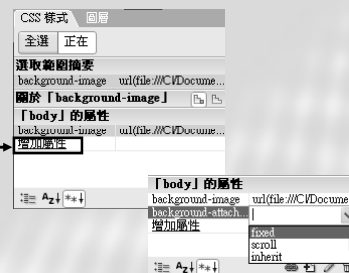 CSS 樣式 圖層
全選 正在
選取範圍摘要
background-image url(file:///C|/Docume...
關於「background-image」
「body」的屬性
background-image url(file:///C|/Docume...
增加屬性
「body」的屬性
background-image url(file:///C|/Docume
background-attach...
增加屬性
fixed
scroll
inherit